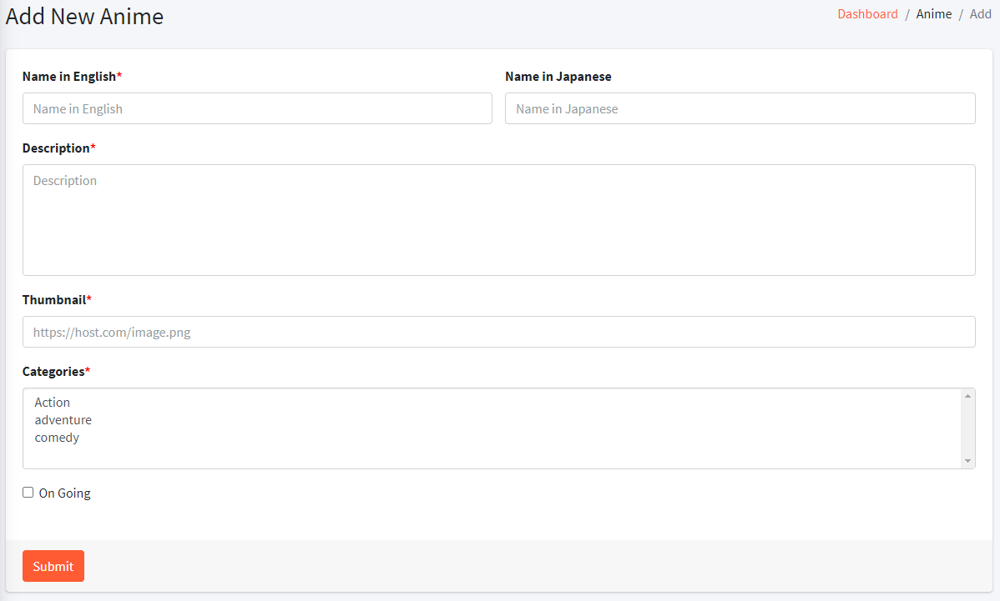 Add New Anime
Dashboard / Anime / Add
Name in English* Name in Japanese
Name in English Name in Japanese
Description*
Description
Thumbnail*
https://host.com/image.png
Categories*
Action
adventure
comedy
On Going
Submit